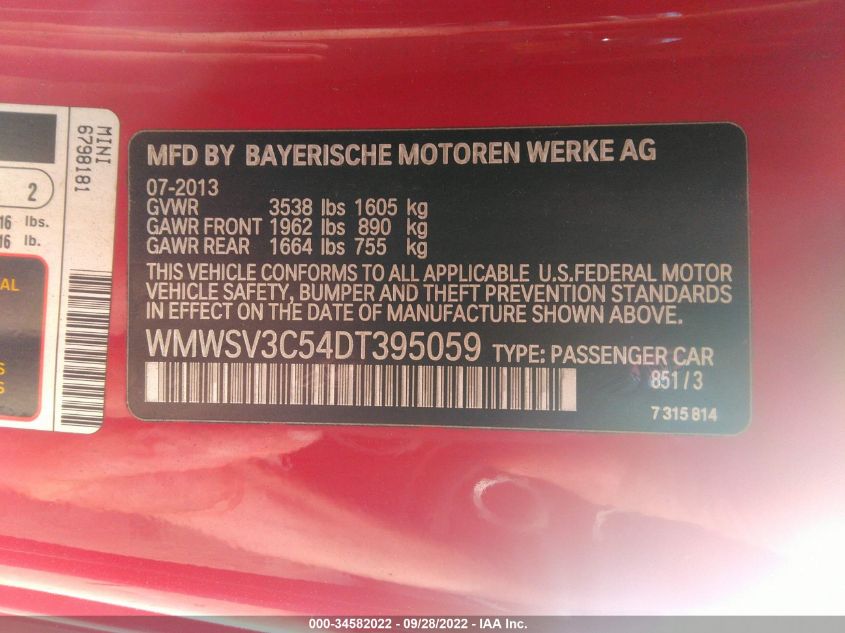 MINI
6798181
2
16 lbs.
16 lb.
AL
S
S
MFD BY BAYERISCHE MOTOREN WERKE AG
07-2013
GVWR 3538 lbs 1605 kg
GAWR FRONT 1962 lbs 890 kg
GAWR REAR 1664 lbs 755 kg
THIS VEHICLE CONFORMS TO ALL APPLICABLE U.S.FEDERAL MOTOR
VEHICLE SAFETY, BUMPER AND THEFT PREVENTION STANDARDS
IN EFFECT ON THE DATE OF MANUFACTURE SHOWN ABOVE.
WMWSV3C54DT395059 TYPE: PASSENGER CAR
851/3
7 315 814
000-34582022 - 09/28/2022 - IAA Inc.